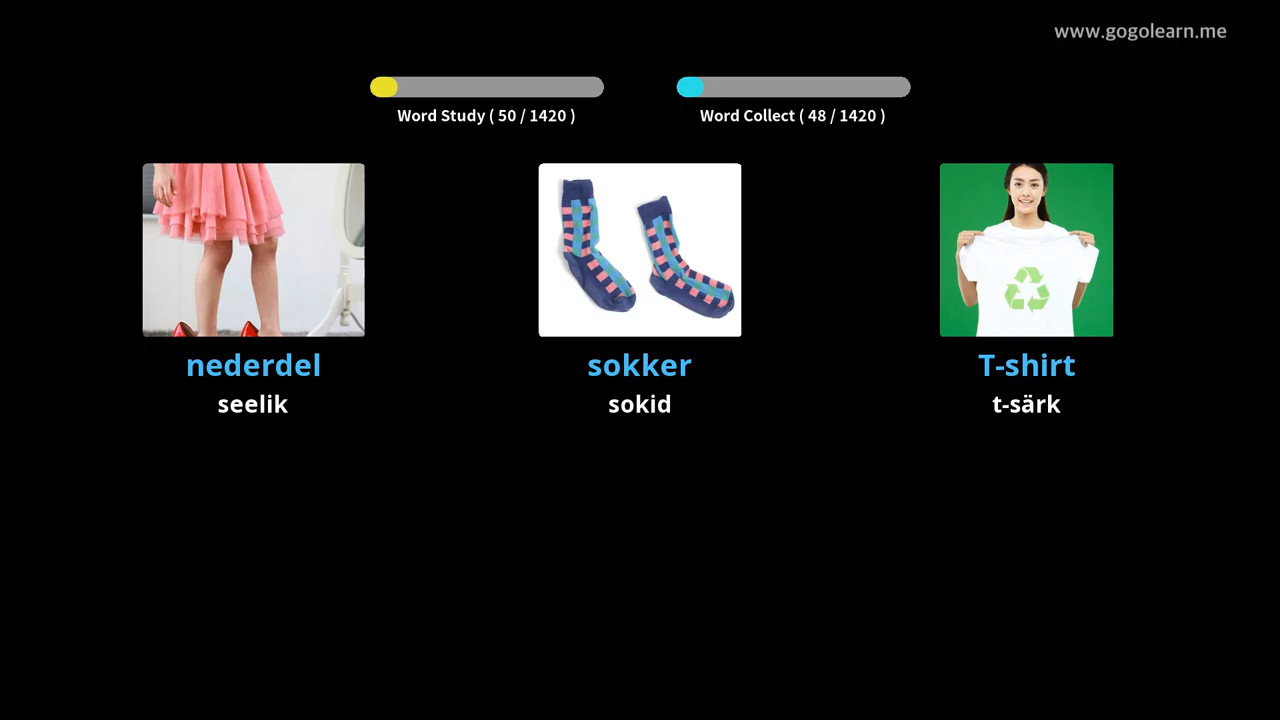 www.gogolearn.me
Word Study ( 50 / 1420 )
Word Collect ( 48 / 1420 )
nederdel
sokker
T-shirt
seelik
sokid
t-särk